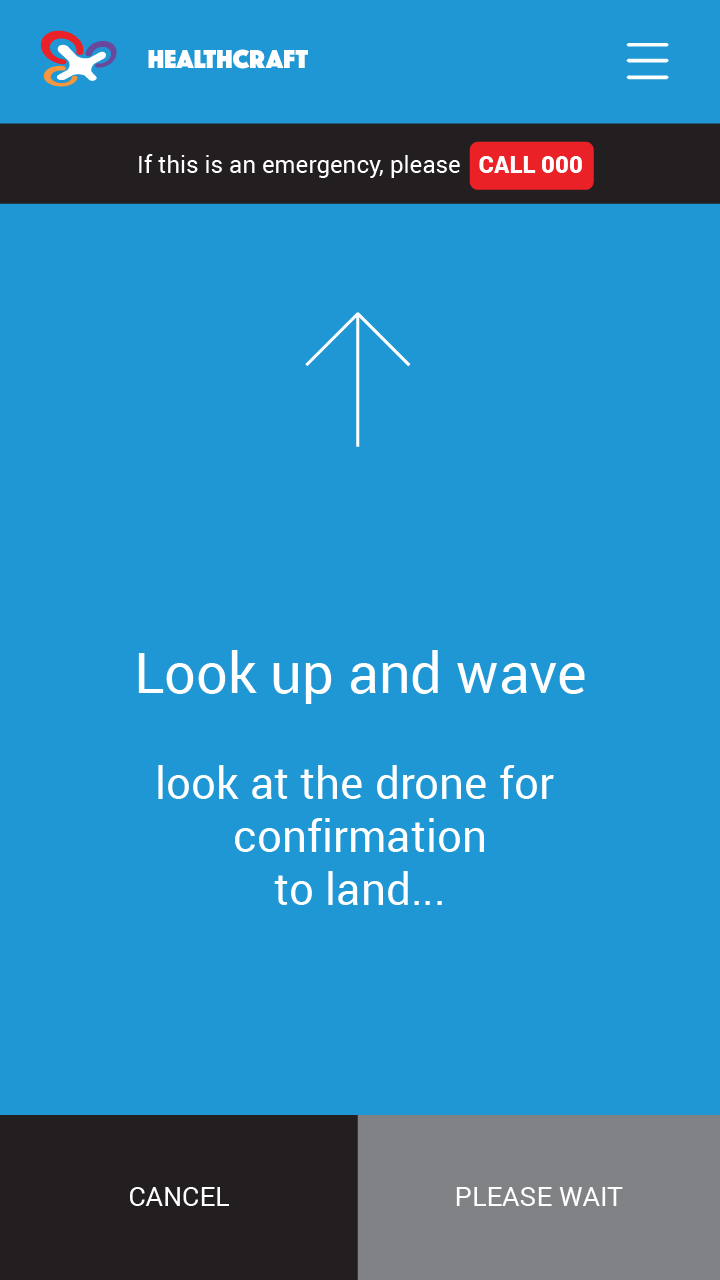 HEALTHCRAFT
If this is an emergency, please CALL 000
Look up and wave
look at the drone for
confirmation
to land...
CANCEL
PLEASE WAIT